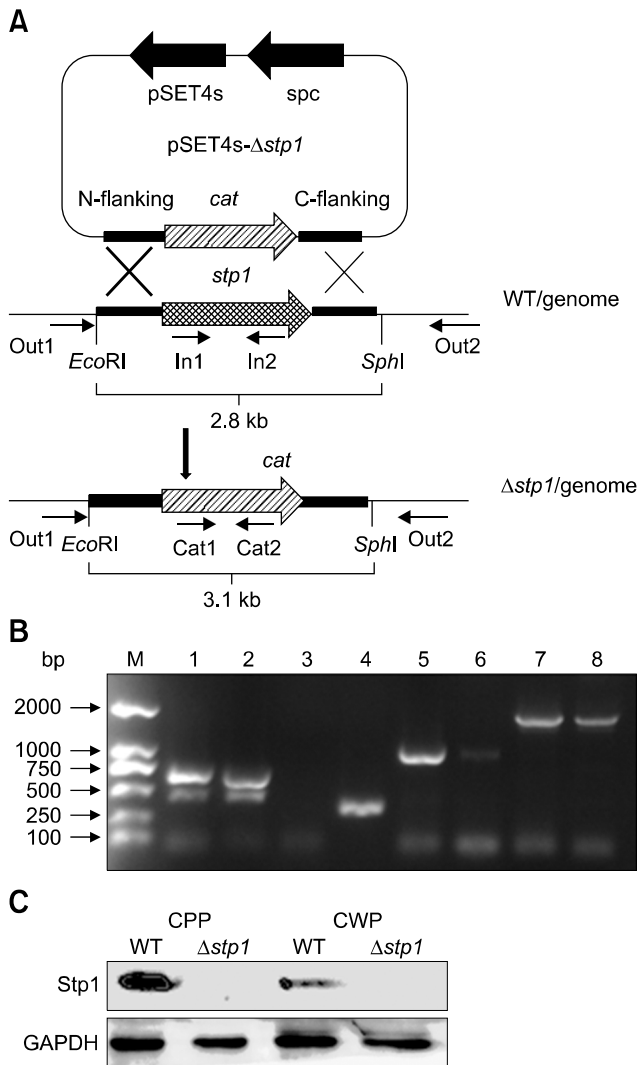 A
pSET4s spc
pSET4s-Δstp1
N-flanking cat C-flanking
stp1
WT/genome
Out1 EcoRI In1 In2 SphI Out2
2.8 kb
cat
Δstp1/genome
Out1 EcoRI Cat1 Cat2 SphI Out2
3.1 kb
B
bp M 1 2 3 4 5 6 7 8
2000
1000
750
500
250
100
C
CPP CWP
WT Δstp1 WT Δstp1
Stp1
GAPDH